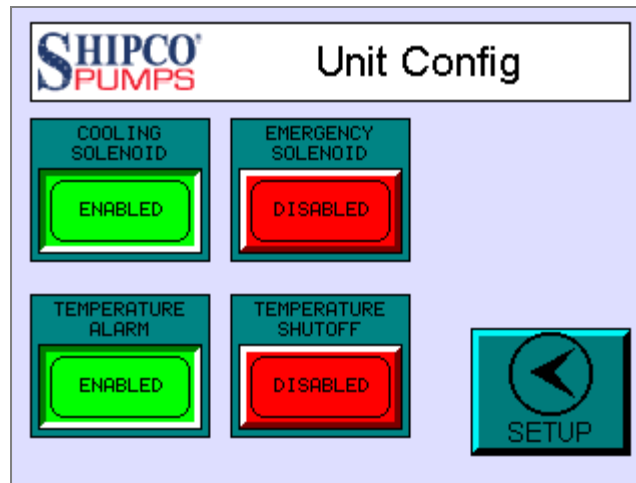 SHIPCO®
PUMPS
Unit Config
COOLING
SOLENOID
ENABLED
EMERGENCY
SOLENOID
DISABLED
TEMPERATURE
ALARM
ENABLED
TEMPERATURE
SHUTOFF
DISABLED
SETUP